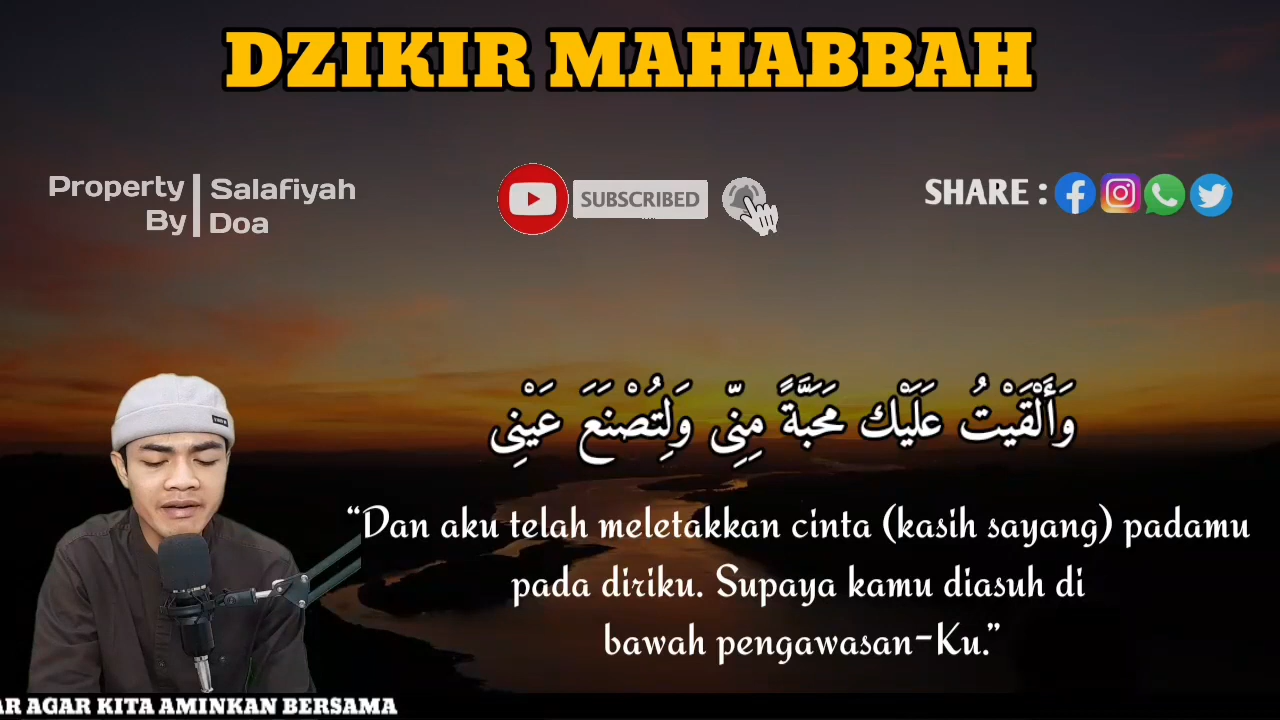 DZIKIR MAHABBAH
Property By
Salafiyah Doa
SUBSCRIBED
SHARE :
وَأَلْقَيْتُ عَلَيْكَ مَحَبَّةً مِنِّى وَلِتُصْنَعَ عَيْنِى
“Dan aku telah meletakkan cinta (kasih sayang) padamu
pada diriku. Supaya kamu diasuh di
bawah pengawasan-Ku.”
AGAR KITA AMINKAN BERSAMA